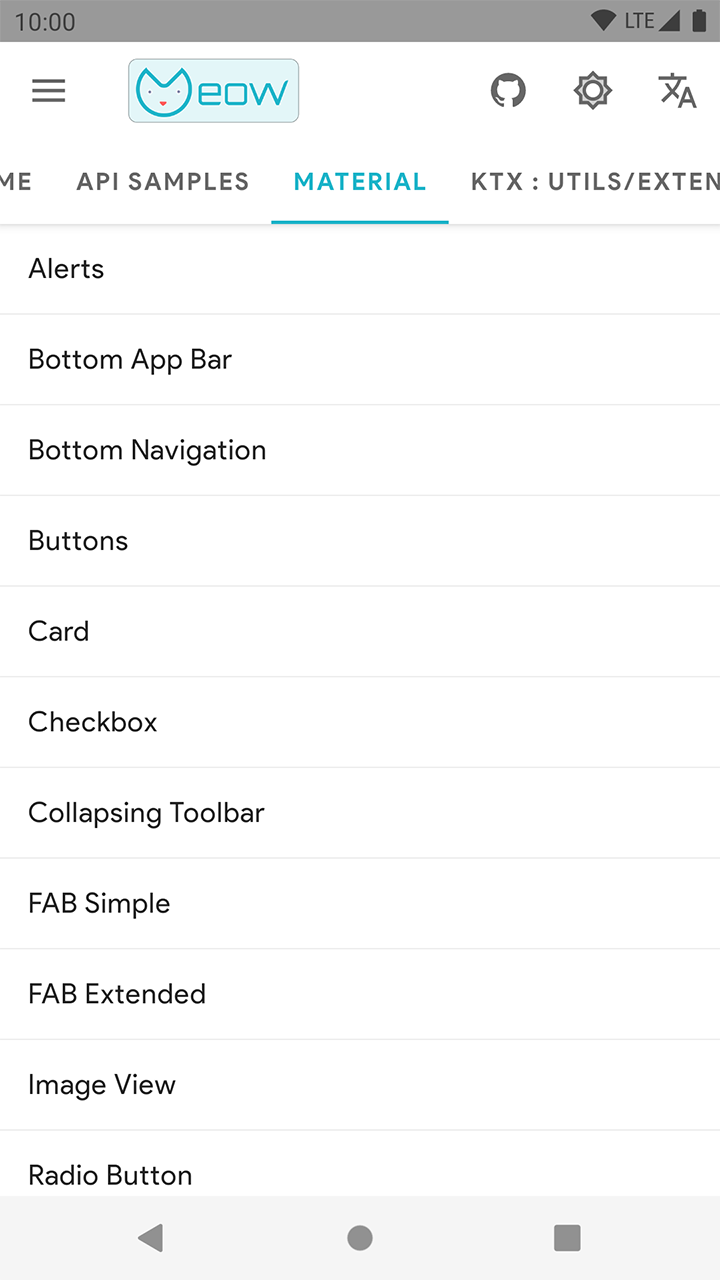 10:00
LTE
Meow
ME
API SAMPLES
MATERIAL
KTX : UTILS/EXTEN
Alerts
Bottom App Bar
Bottom Navigation
Buttons
Card
Checkbox
Collapsing Toolbar
FAB Simple
FAB Extended
Image View
Radio Button